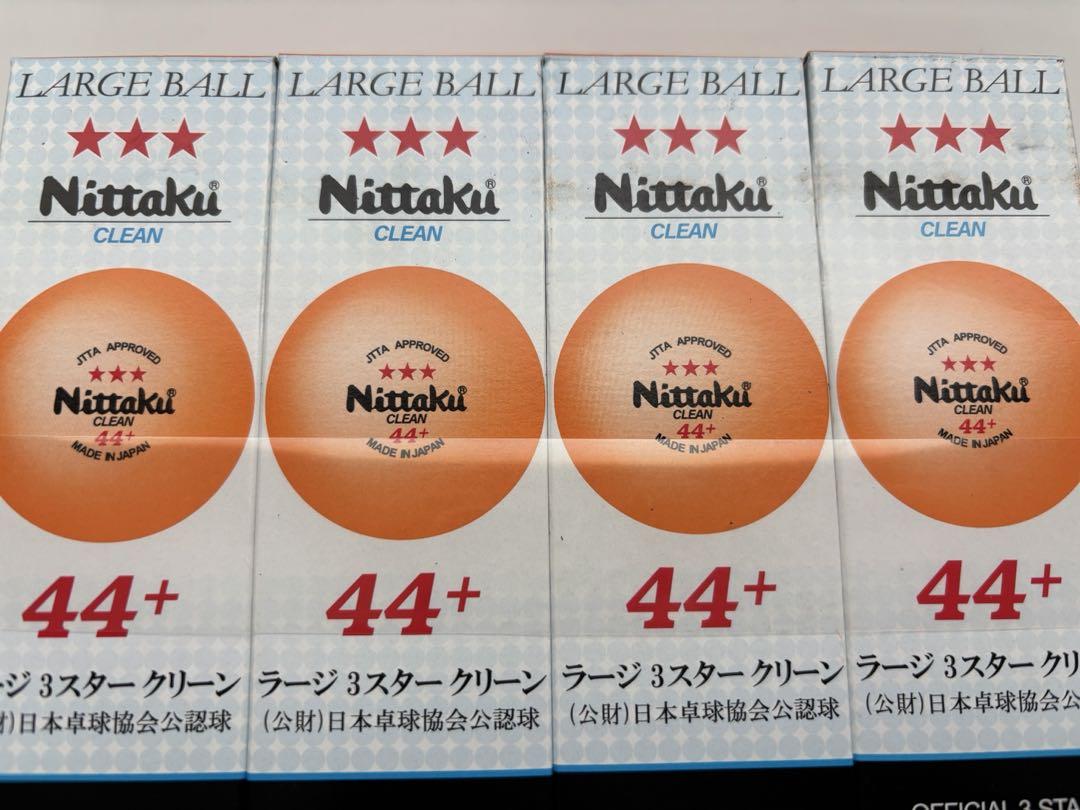 LARGE BALL
Nittaku®
CLEAN
JTTA APPROVED
Nittaku®
CLEAN
44+
MADE IN JAPAN
44+
ージ 3スター クリーン
財)日本卓球協会公認球
LARGE BALL
Nittaku®
CLEAN
JTTA APPROVED
Nittaku®
CLEAN
44+
MADE IN JAPAN
44+
ラージ 3スター クリーン
(公財)日本卓球協会公認球
LARGE BALL
Nittaku®
CLEAN
JTTA APPROVED
Nittaku®
CLEAN
44+
MADE IN JAPAN
44+
ラージ 3スター クリーン
(公財)日本卓球協会公認球
LARGE BALL
Nittaku®
CLEAN
JTTA APPROVED
Nittaku®
CLEAN
44+
MADE IN JAPAN
44+
ラージ 3スター クリ
(公財)日本卓球協会公
OFFICIAL 3 STA